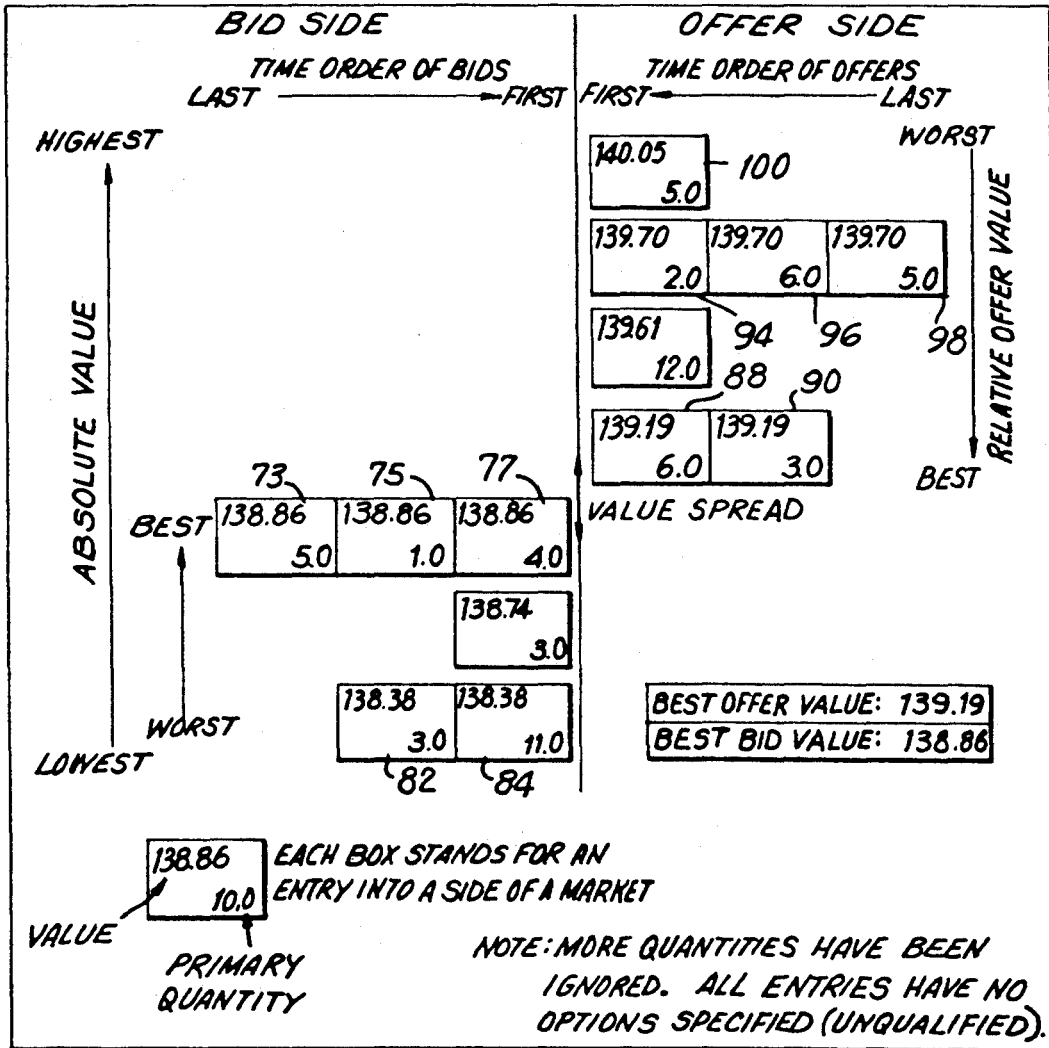 BID SIDE
OFFER SIDE
TIME ORDER OF BIDS
TIME ORDER OF OFFERS
LAST FIRST
FIRST LAST
HIGHEST
WORST
140.05
5.0
100
139.70 139.70 139.70
2.0 6.0 5.0
94 96 98
139.61
12.0
88 90
139.19 139.19
6.0 3.0
RELATIVE OFFER VALUE
BEST
ABSOLUTE VALUE
73 75 77
VALUE SPREAD
BEST
138.86 138.86 138.86
5.0 1.0 4.0
138.74
3.0
138.38 138.38
3.0 11.0
WORST
82 84
LOWEST
BEST OFFER VALUE: 139.19
BEST BID VALUE: 138.86
138.86
10.0
EACH BOX STANDS FOR AN
ENTRY INTO A SIDE OF A MARKET
VALUE
PRIMARY
QUANTITY
NOTE: MORE QUANTITIES HAVE BEEN
IGNORED. ALL ENTRIES HAVE NO
OPTIONS SPECIFIED (UNQUALIFIED).